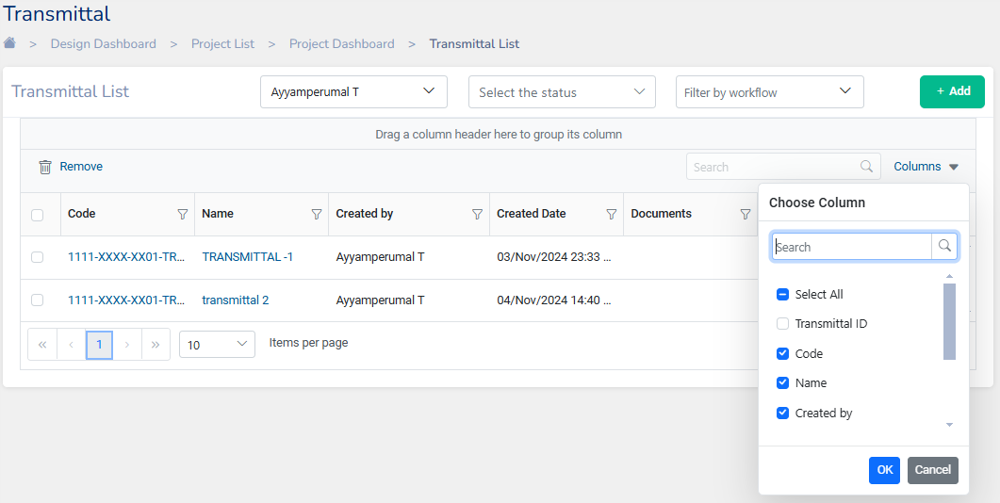 Transmittal
> Design Dashboard > Project List > Project Dashboard > Transmittal List
Transmittal List
Ayyamperumal T
Select the status
Filter by workflow
+ Add
Drag a column header here to group its column
Remove
Search
Columns
Code
Name
Created by
Created Date
Documents
1111-XXXX-XX01-TR...
TRANSMITTAL -1
Ayyamperumal T
03/Nov/2024 23:33 ...
1111-XXXX-XX01-TR...
transmittal 2
Ayyamperumal T
04/Nov/2024 14:40 ...
« ‹ 1 › »
10
Items per page
Choose Column
Search
Select All
Transmittal ID
Code
Name
Created by
OK
Cancel